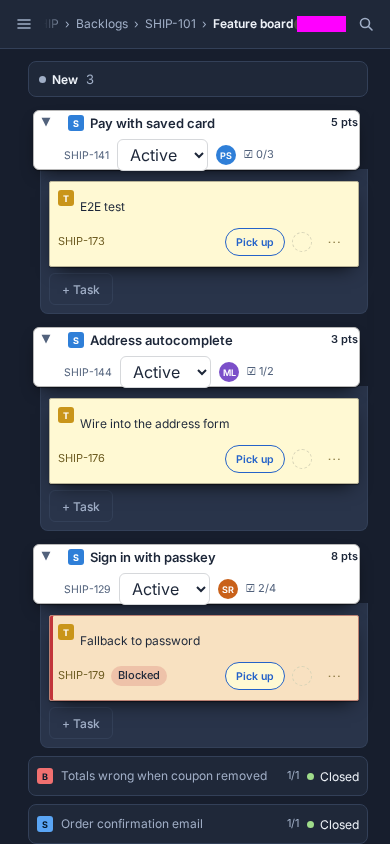 IP › Backlogs › SHIP-101 › Feature board
New 3
S Pay with saved card 5 pts
SHIP-141 Active PS ☑ 0/3
T E2E test
SHIP-173 Pick up ...
+ Task
S Address autocomplete 3 pts
SHIP-144 Active ML ☑ 1/2
T Wire into the address form
SHIP-176 Pick up ...
+ Task
S Sign in with passkey 8 pts
SHIP-129 Active SR ☑ 2/4
T Fallback to password
SHIP-179 Blocked Pick up ...
+ Task
B Totals wrong when coupon removed 1/1 Closed
S Order confirmation email 1/1 Closed